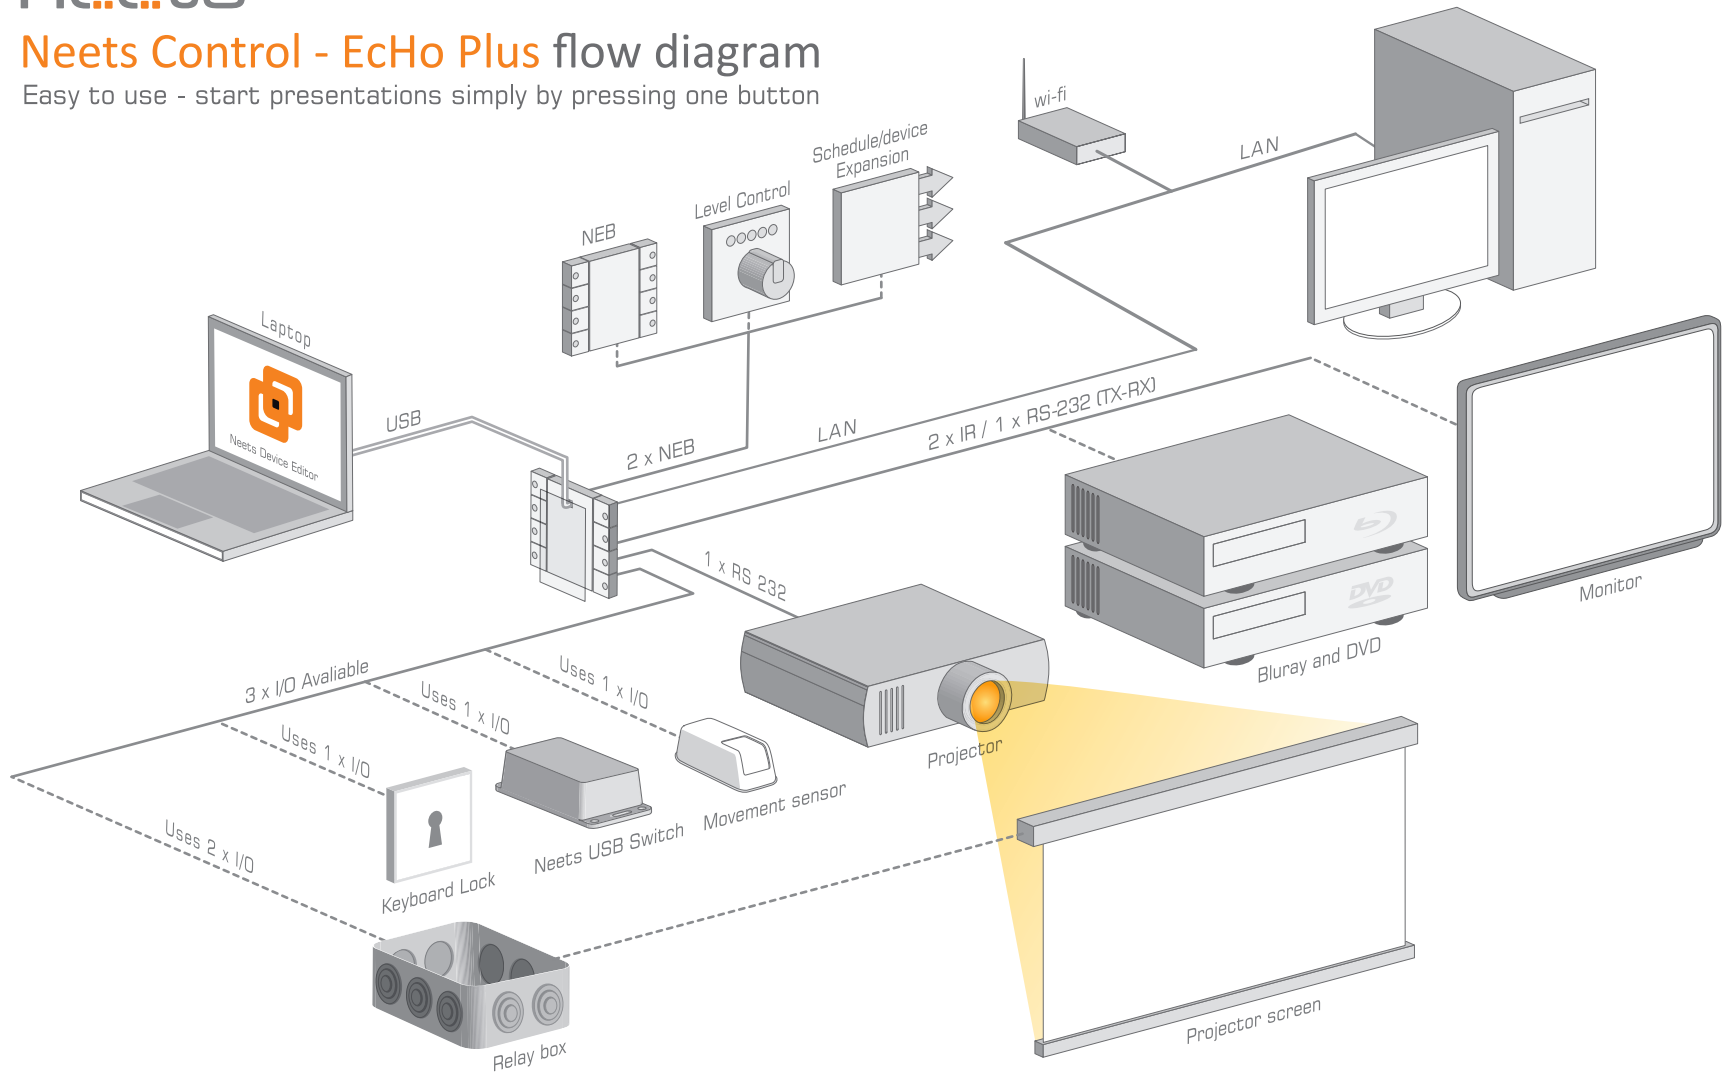 Neets Control - EcHo Plus flow diagram
Easy to use - start presentations simply by pressing one button
wi-fi
LAN
Schedule/device
Expansion
Level Control
NEB
Laptop
Neets Device Editor
USB
2 x NEB
LAN
2 x IR / 1 x RS-232 (TX-RX)
1 x RS 232
Monitor
DVD
Bluray and DVD
3 x I/O Avaliable
Uses 1 x I/O
Uses 1 x I/O
Uses 1 x I/O
Uses 2 x I/O
Projector
Movement sensor
Neets USB Switch
Keyboard Lock
Relay box
Projector screen